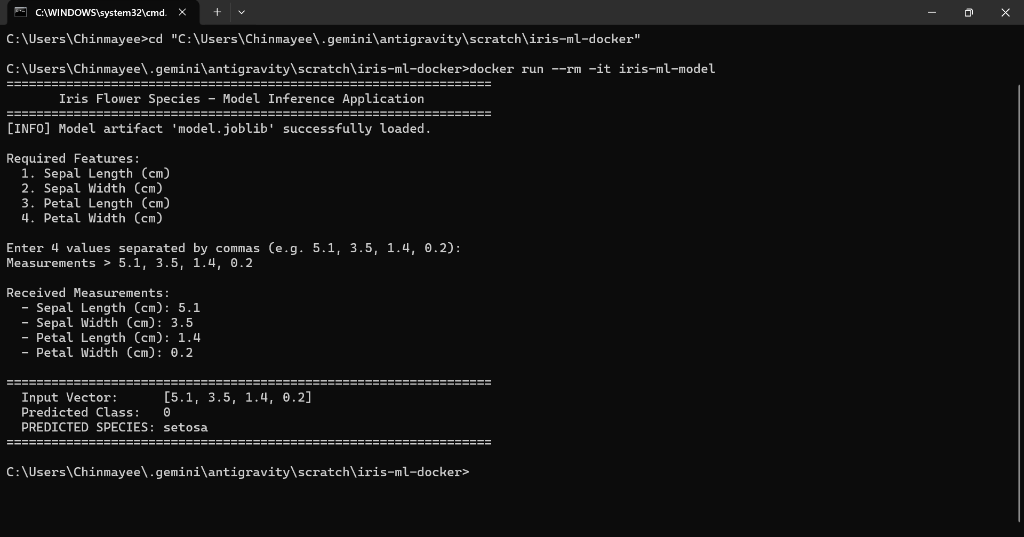 C:\WINDOWS\system32\cmd.
C:\Users\Chinmayee>cd "C:\Users\Chinmayee\.gemini\antigravity\scratch\iris-ml-docker"
C:\Users\Chinmayee\.gemini\antigravity\scratch\iris-ml-docker>docker run --rm -it iris-ml-model
=================================================================
Iris Flower Species - Model Inference Application
=================================================================
[INFO] Model artifact 'model.joblib' successfully loaded.
Required Features:
1. Sepal Length (cm)
2. Sepal Width (cm)
3. Petal Length (cm)
4. Petal Width (cm)
Enter 4 values separated by commas (e.g. 5.1, 3.5, 1.4, 0.2):
Measurements > 5.1, 3.5, 1.4, 0.2
Received Measurements:
- Sepal Length (cm): 5.1
- Sepal Width (cm): 3.5
- Petal Length (cm): 1.4
- Petal Width (cm): 0.2
=================================================================
Input Vector: [5.1, 3.5, 1.4, 0.2]
Predicted Class: 0
PREDICTED SPECIES: setosa
=================================================================
C:\Users\Chinmayee\.gemini\antigravity\scratch\iris-ml-docker>